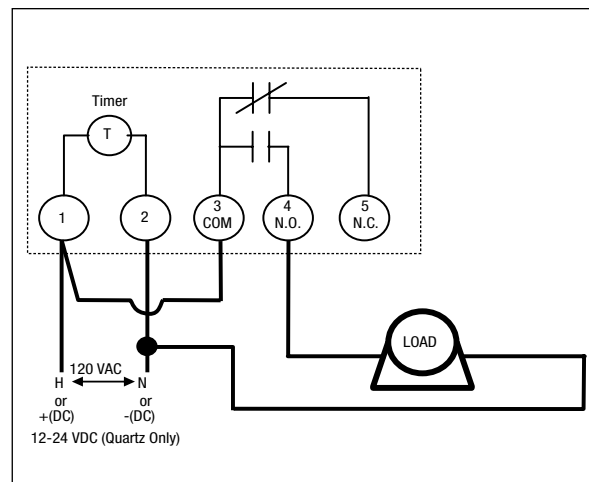 Timer
T
1
2
3
COM
4
N.O.
5
N.C.
LOAD
120 VAC
H
N
or
or
+(DC)
-(DC)
12-24 VDC (Quartz Only)